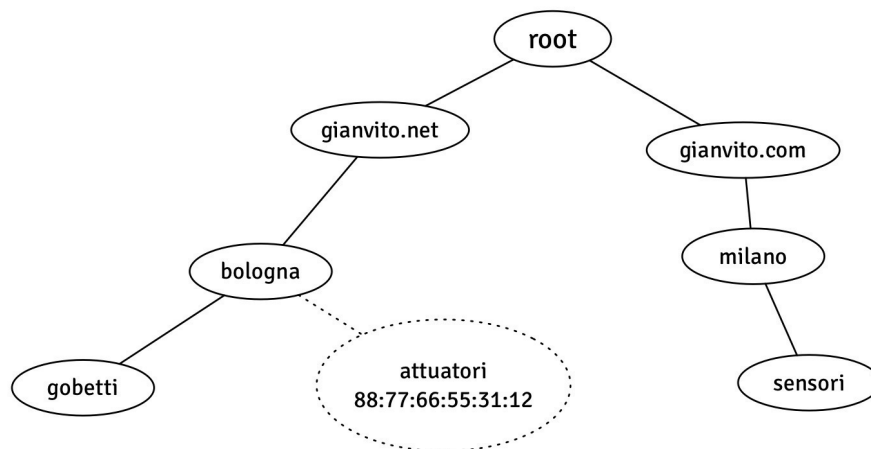 root
gianvito.net
gianvito.com
bologna
milano
gobetti
attuatori
88:77:66:55:31:12
sensori